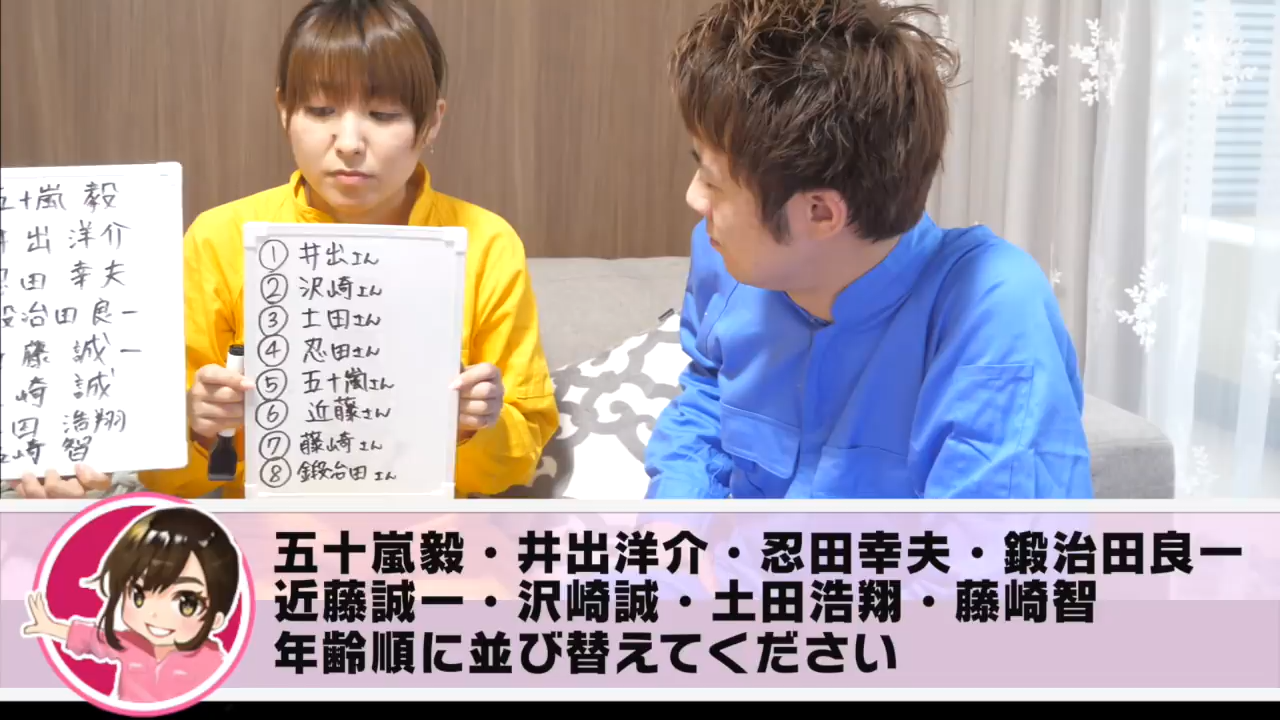 五十嵐 毅
井 出 洋介
忍田 幸夫
鍛治田良一
藤 誠一
崎 誠
田 浩翔
崎 智
① 井出さん
② 沢崎さん
③ 土田さん
④ 忍田さん
⑤ 五十嵐さん
⑥ 近藤さん
⑦ 藤崎さん
⑧ 鍛治田さん
五十嵐毅・井出洋介・忍田幸夫・鍛治田良一
近藤誠一・沢崎誠・土田浩翔・藤崎智
年齢順に並び替えてください